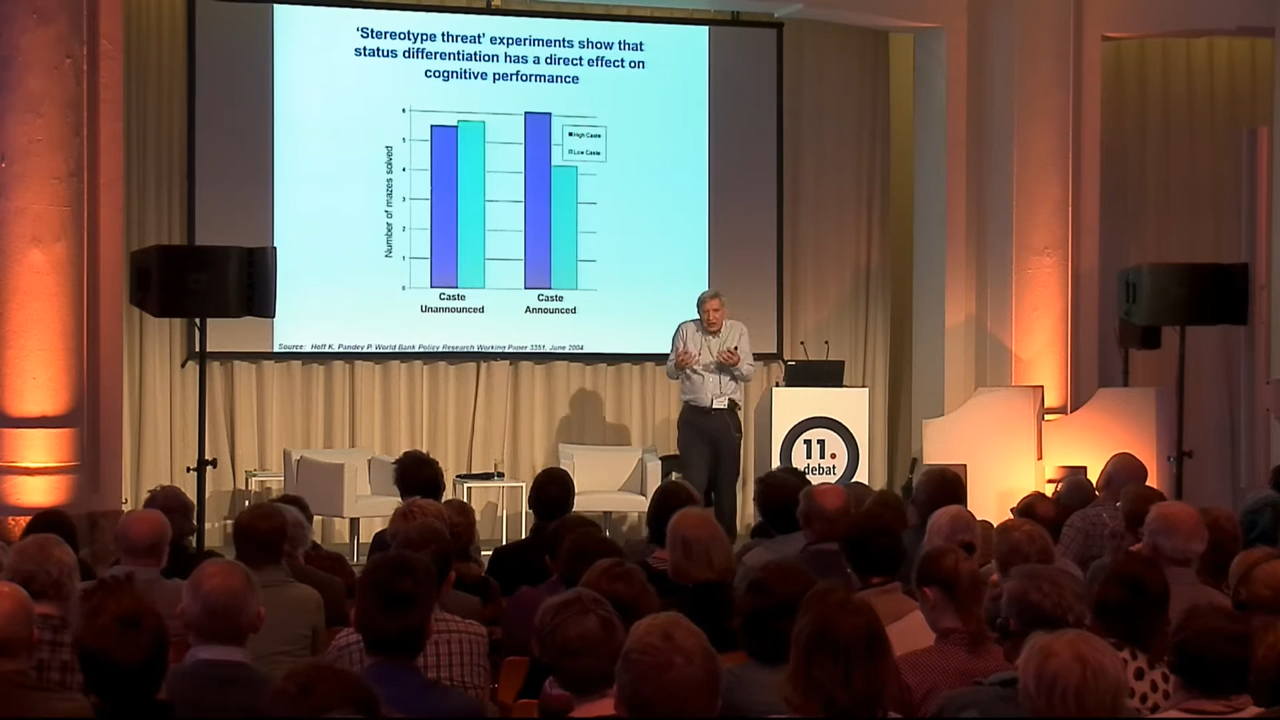 ‘Stereotype threat’ experiments show that
status differentiation has a direct effect on
cognitive performance
Number of mazes solved
6
5
4
3
2
1
0
High Caste
Low Caste
Caste
Unannounced
Caste
Announced
Source: Hoff K, Pandey P. World Bank Policy Research Working Paper 3351, June 2004
11.
debat
11